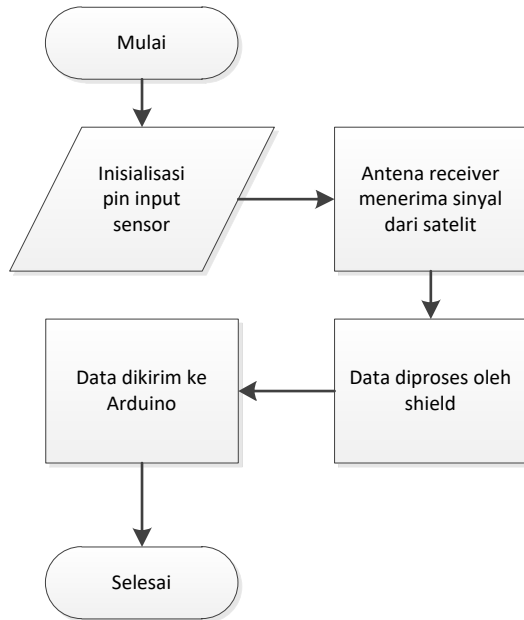 Mulai
Inisialisasi
pin input
sensor
Antena receiver
menerima sinyal
dari satelit
Data diproses oleh
shield
Data dikirim ke
Arduino
Selesai